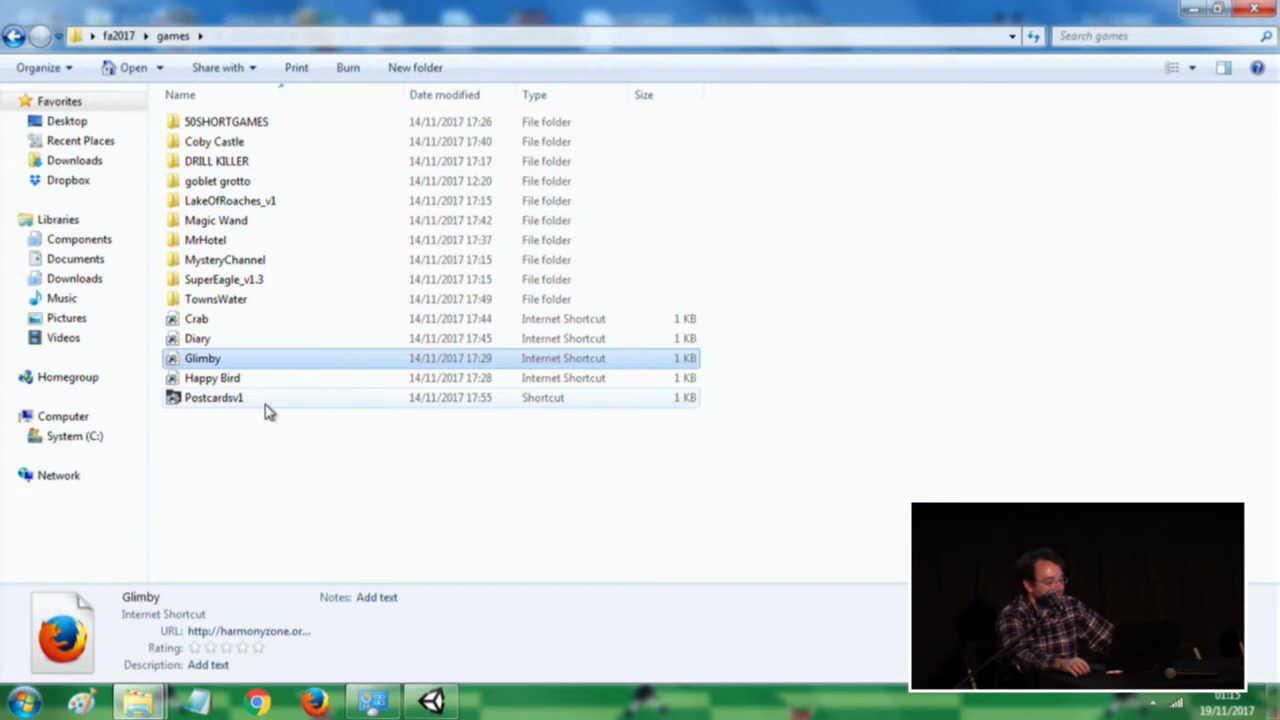 fa2017 games
Search games
Organize Open Share with Print Burn New folder
Name Date modified Type Size
Favorites
Desktop
Recent Places
Downloads
Dropbox
Libraries
Components
Documents
Downloads
Music
Pictures
Videos
Homegroup
Computer
System (C:)
Network
50SHORTGAMES 14/11/2017 17:26 File folder
Coby Castle 14/11/2017 17:40 File folder
DRILL KILLER 14/11/2017 17:17 File folder
goblet grotto 14/11/2017 12:20 File folder
LakeOfRoaches_v1 14/11/2017 17:15 File folder
Magic Wand 14/11/2017 17:42 File folder
MrHotel 14/11/2017 17:37 File folder
MysteryChannel 14/11/2017 17:15 File folder
SuperEagle_v1.3 14/11/2017 17:15 File folder
TownsWater 14/11/2017 17:49 File folder
Crab 14/11/2017 17:44 Internet Shortcut 1 KB
Diary 14/11/2017 17:45 Internet Shortcut 1 KB
Glimby 14/11/2017 17:29 Internet Shortcut 1 KB
Happy Bird 14/11/2017 17:28 Internet Shortcut 1 KB
Postcardsv1 14/11/2017 17:55 Shortcut 1 KB
Glimby
Internet Shortcut
URL: http://harmonyzone.or...
Rating:
Description: Add text
Notes: Add text
01:15
19/11/2017